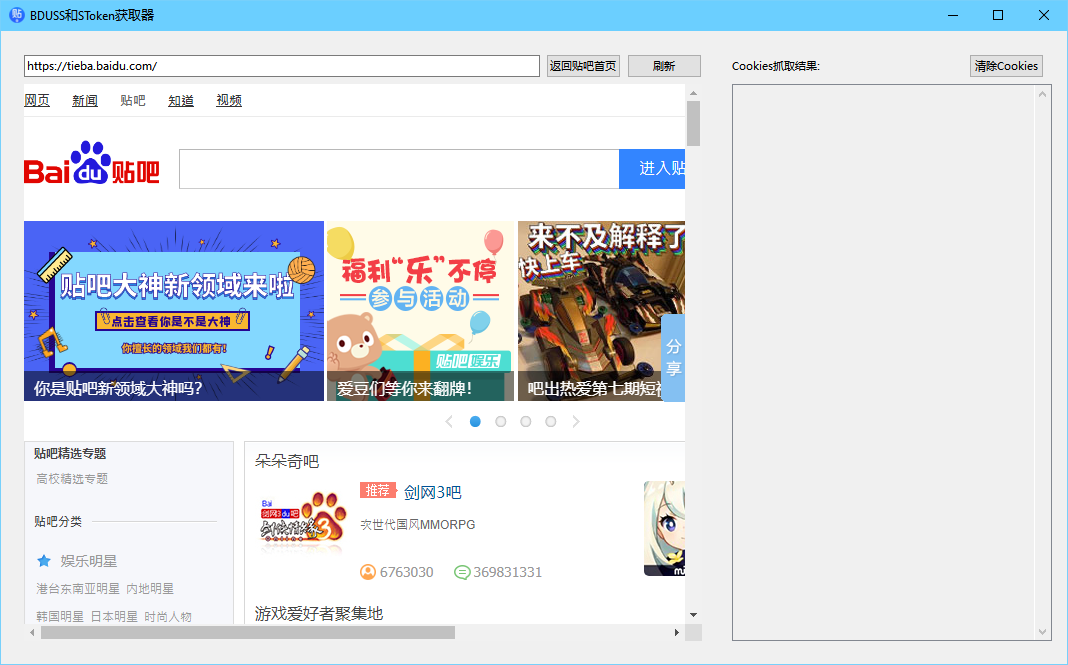 BDUSS和SToken获取器
https://tieba.baidu.com/
返回贴吧首页
刷新
Cookies抓取结果:
清除Cookies
网页 新闻 贴吧 知道 视频
Bai du 贴吧
进入贴
贴吧大神新领域来啦
点击查看你是不是大神
你擅长的领域我们都有!
你是贴吧新领域大神吗?
福利“乐”不停
参与活动
贴吧娱乐
爱豆们等你来翻牌!
来不及解释了
快上车
吧出热爱第七期短视
分享
贴吧精选专题
高校精选专题
贴吧分类
娱乐明星
港台东南亚明星 内地明星
韩国明星 日本明星 时尚人物
朵朵奇吧
推荐 剑网3吧
次世代国风MMORPG
6763030 369831331
游戏爱好者聚集地